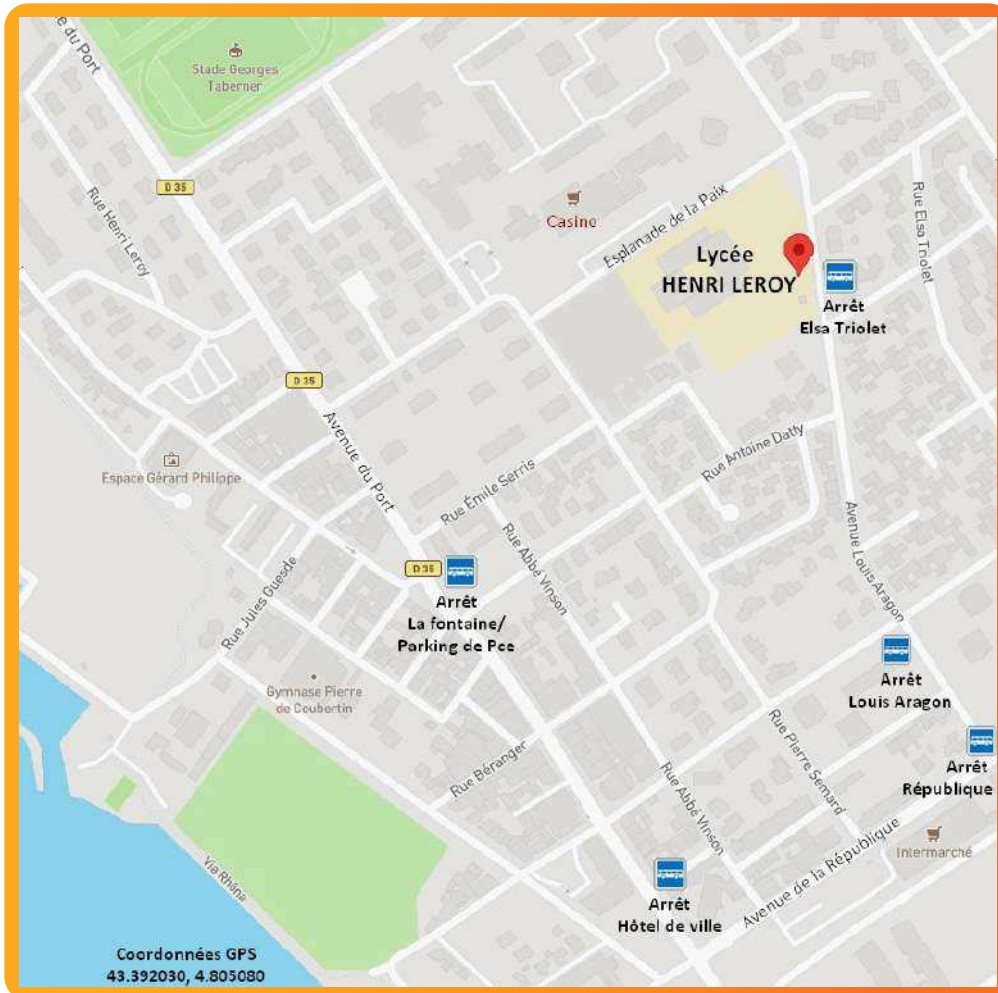 e du Port
Stade Georges
Taberner
D 35
Rue Henri Leroy
Casino
Esplanade de la Paix
Rue Elsa Triolet
Lycée
HENRI LEROY
Arrêt
Elsa Triolet
D 35
Avenue du Port
Espace Gérard Philippe
Rue Émile Serris
Rue Antoine Datty
Avenue Louis Aragon
Rue Abbé Vinson
D 35
Arrêt
La fontaine/
Parking de Pce
Rue Jules Guesde
Gymnase Pierre
de Coubertin
Arrêt
Louis Aragon
Rue Pierre Semard
Arrêt
République
Rue Béranger
Rue Abbé Vinson
Intermarché
Avenue de la République
Via Rhôna
Arrêt
Hôtel de ville
Coordonnées GPS
43.392030, 4.805080